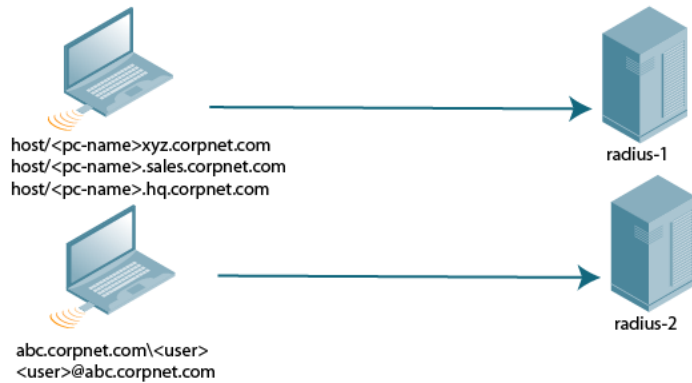 host/<pc-name>xyz.corpnet.com
host/<pc-name>.sales.corpnet.com
host/<pc-name>.hq.corpnet.com
radius-1
abc.corpnet.com\<user>
<user>@abc.corpnet.com
radius-2